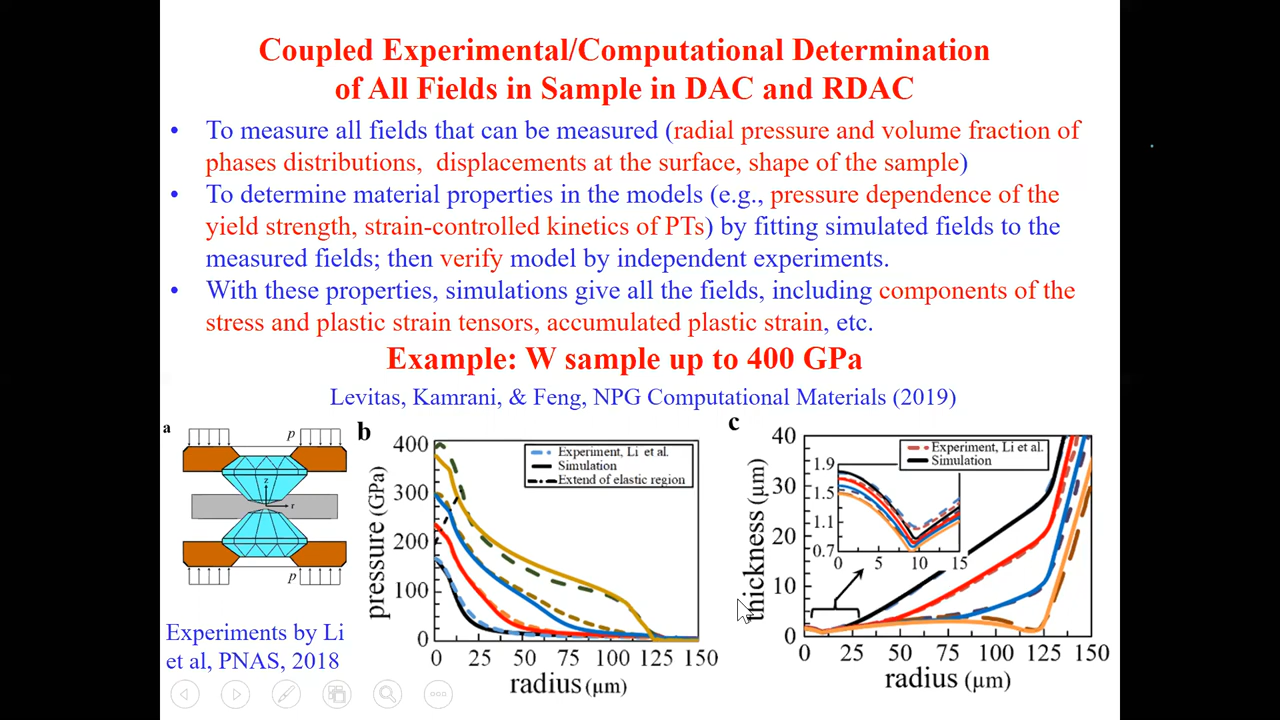 Coupled Experimental/Computational Determination
of All Fields in Sample in DAC and RDAC
• To measure all fields that can be measured (radial pressure and volume fraction of
phases distributions, displacements at the surface, shape of the sample)
• To determine material properties in the models (e.g., pressure dependence of the
yield strength, strain-controlled kinetics of PTs) by fitting simulated fields to the
measured fields; then verify model by independent experiments.
• With these properties, simulations give all the fields, including components of the
stress and plastic strain tensors, accumulated plastic strain, etc.
Example: W sample up to 400 GPa
Levitas, Kamrani, & Feng, NPG Computational Materials (2019)
a
p
p
z
r
p
p
Experiments by Li
et al, PNAS, 2018
b
400
300
200
100
0
pressure (GPa)
Experiment, Li et al.
Simulation
Extend of elastic region
0 25 50 75 100 125 150
radius (μm)
c
40
30
20
10
0
thickness (μm)
Experiment, Li et al.
Simulation
1.9
1.5
1.1
0.7
0 5 10 15
0 25 50 75 100 125 150
radius (μm)